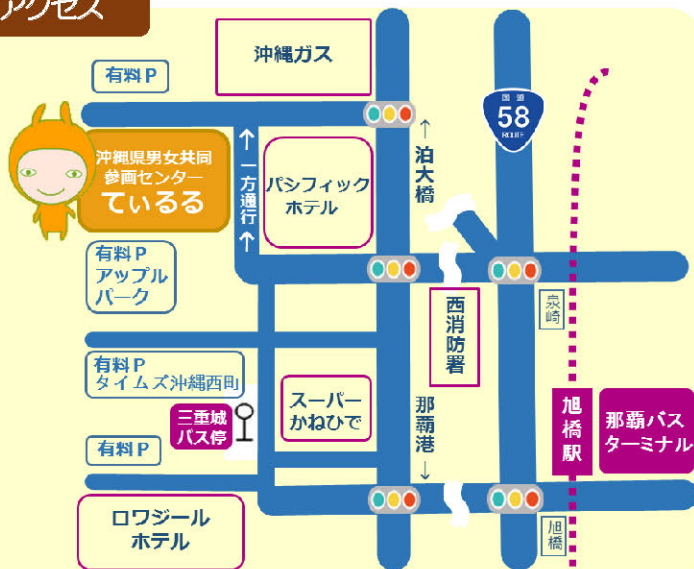 アクセス
沖縄ガス
有料P
国道
58
ROUTE
沖縄県男女共同
参画センター
ているる
↑一方通行↑
パシフィック
ホテル
↑泊大橋
有料P
アップル
パーク
西消防署
泉崎
有料P
タイムズ沖縄西町
三重城
バス停
スーパー
かねひで
那覇港↓
旭橋駅
那覇バス
ターミナル
有料P
ロワジール
ホテル
旭橋